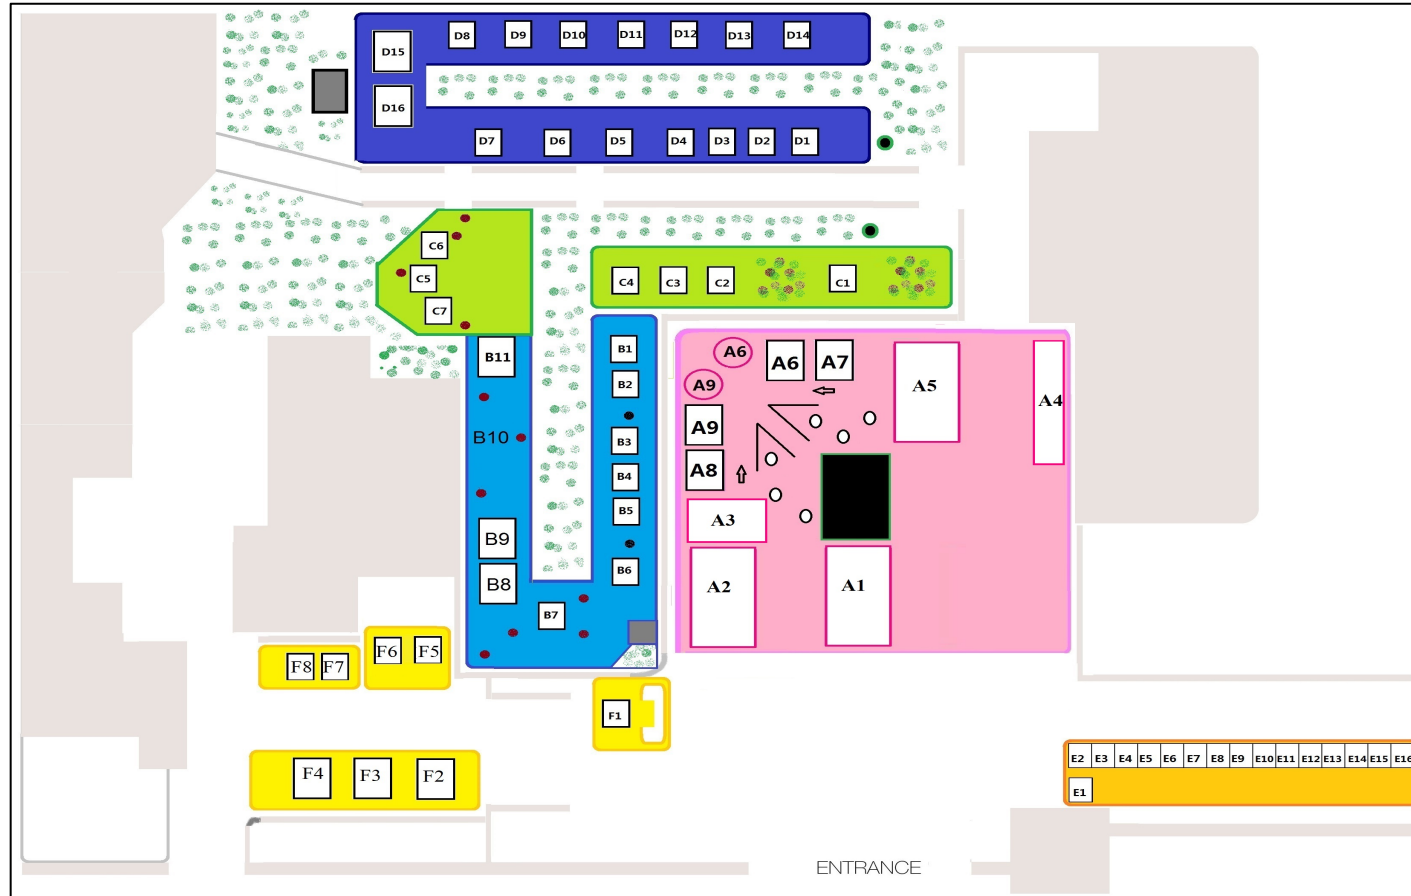 D8 D9 D10 D11 D12 D13 D14
D15
D16
D7 D6 D5 D4 D3 D2 D1
C6
C5
C7
C4 C3 C2 C1
B11
B10
B9
B8
B7
B1
B2
B3
B4
B5
B6
A6 A6 A7
A9
A9
A8
A3
A2
A1
A5
A4
F8 F7
F6 F5
F1
F4 F3 F2
E2 E3 E4 E5 E6 E7 E8 E9 E10 E11 E12 E13 E14 E15 E16
E1
ENTRANCE